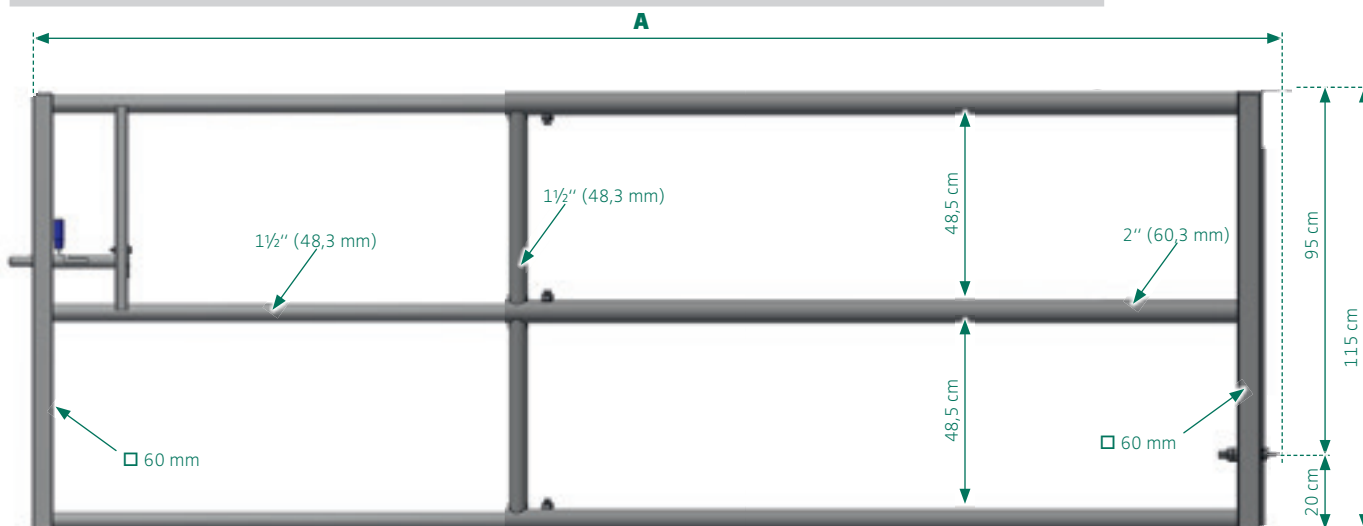 A
1½“ (48,3 mm)
48,5 cm
1½“ (48,3 mm)
2“ (60,3 mm)
95 cm
115 cm
48,5 cm
□ 60 mm
□ 60 mm
20 cm